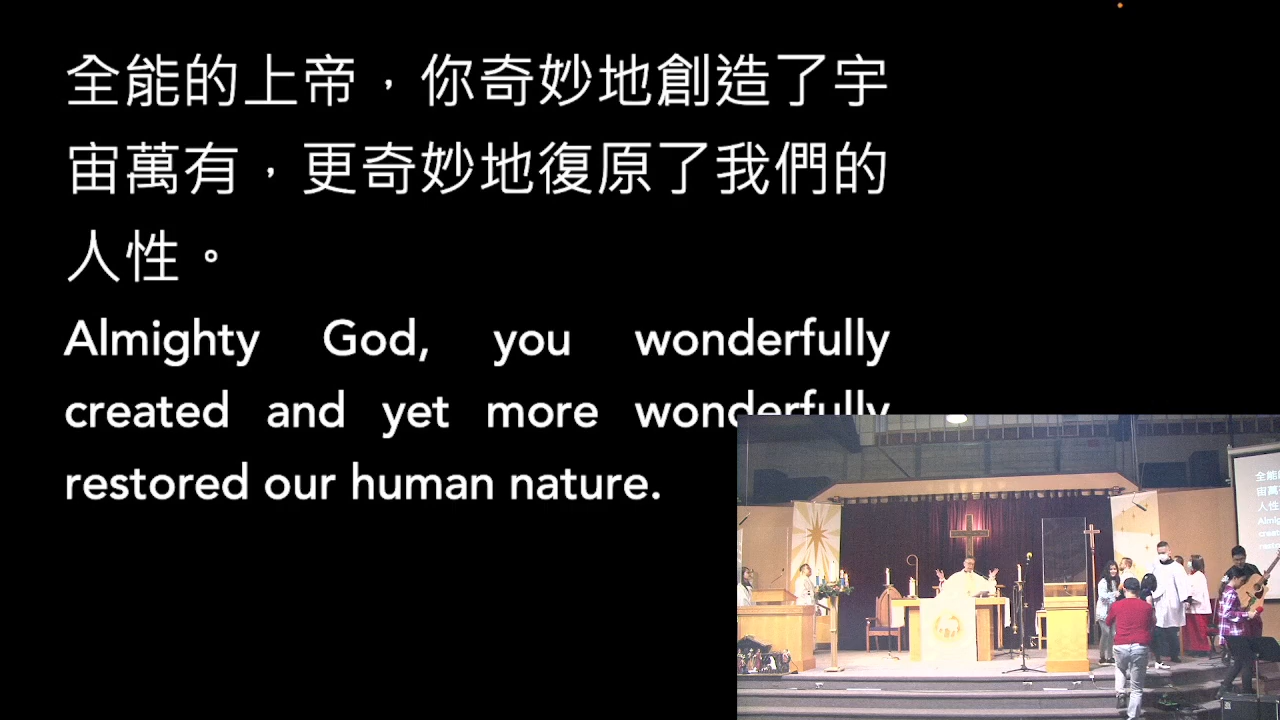 全能的上帝，你奇妙地創造了宇
宙萬有，更奇妙地復原了我們的
人性。
Almighty God, you wonderfully
created and yet more wonderfully
restored our human nature.